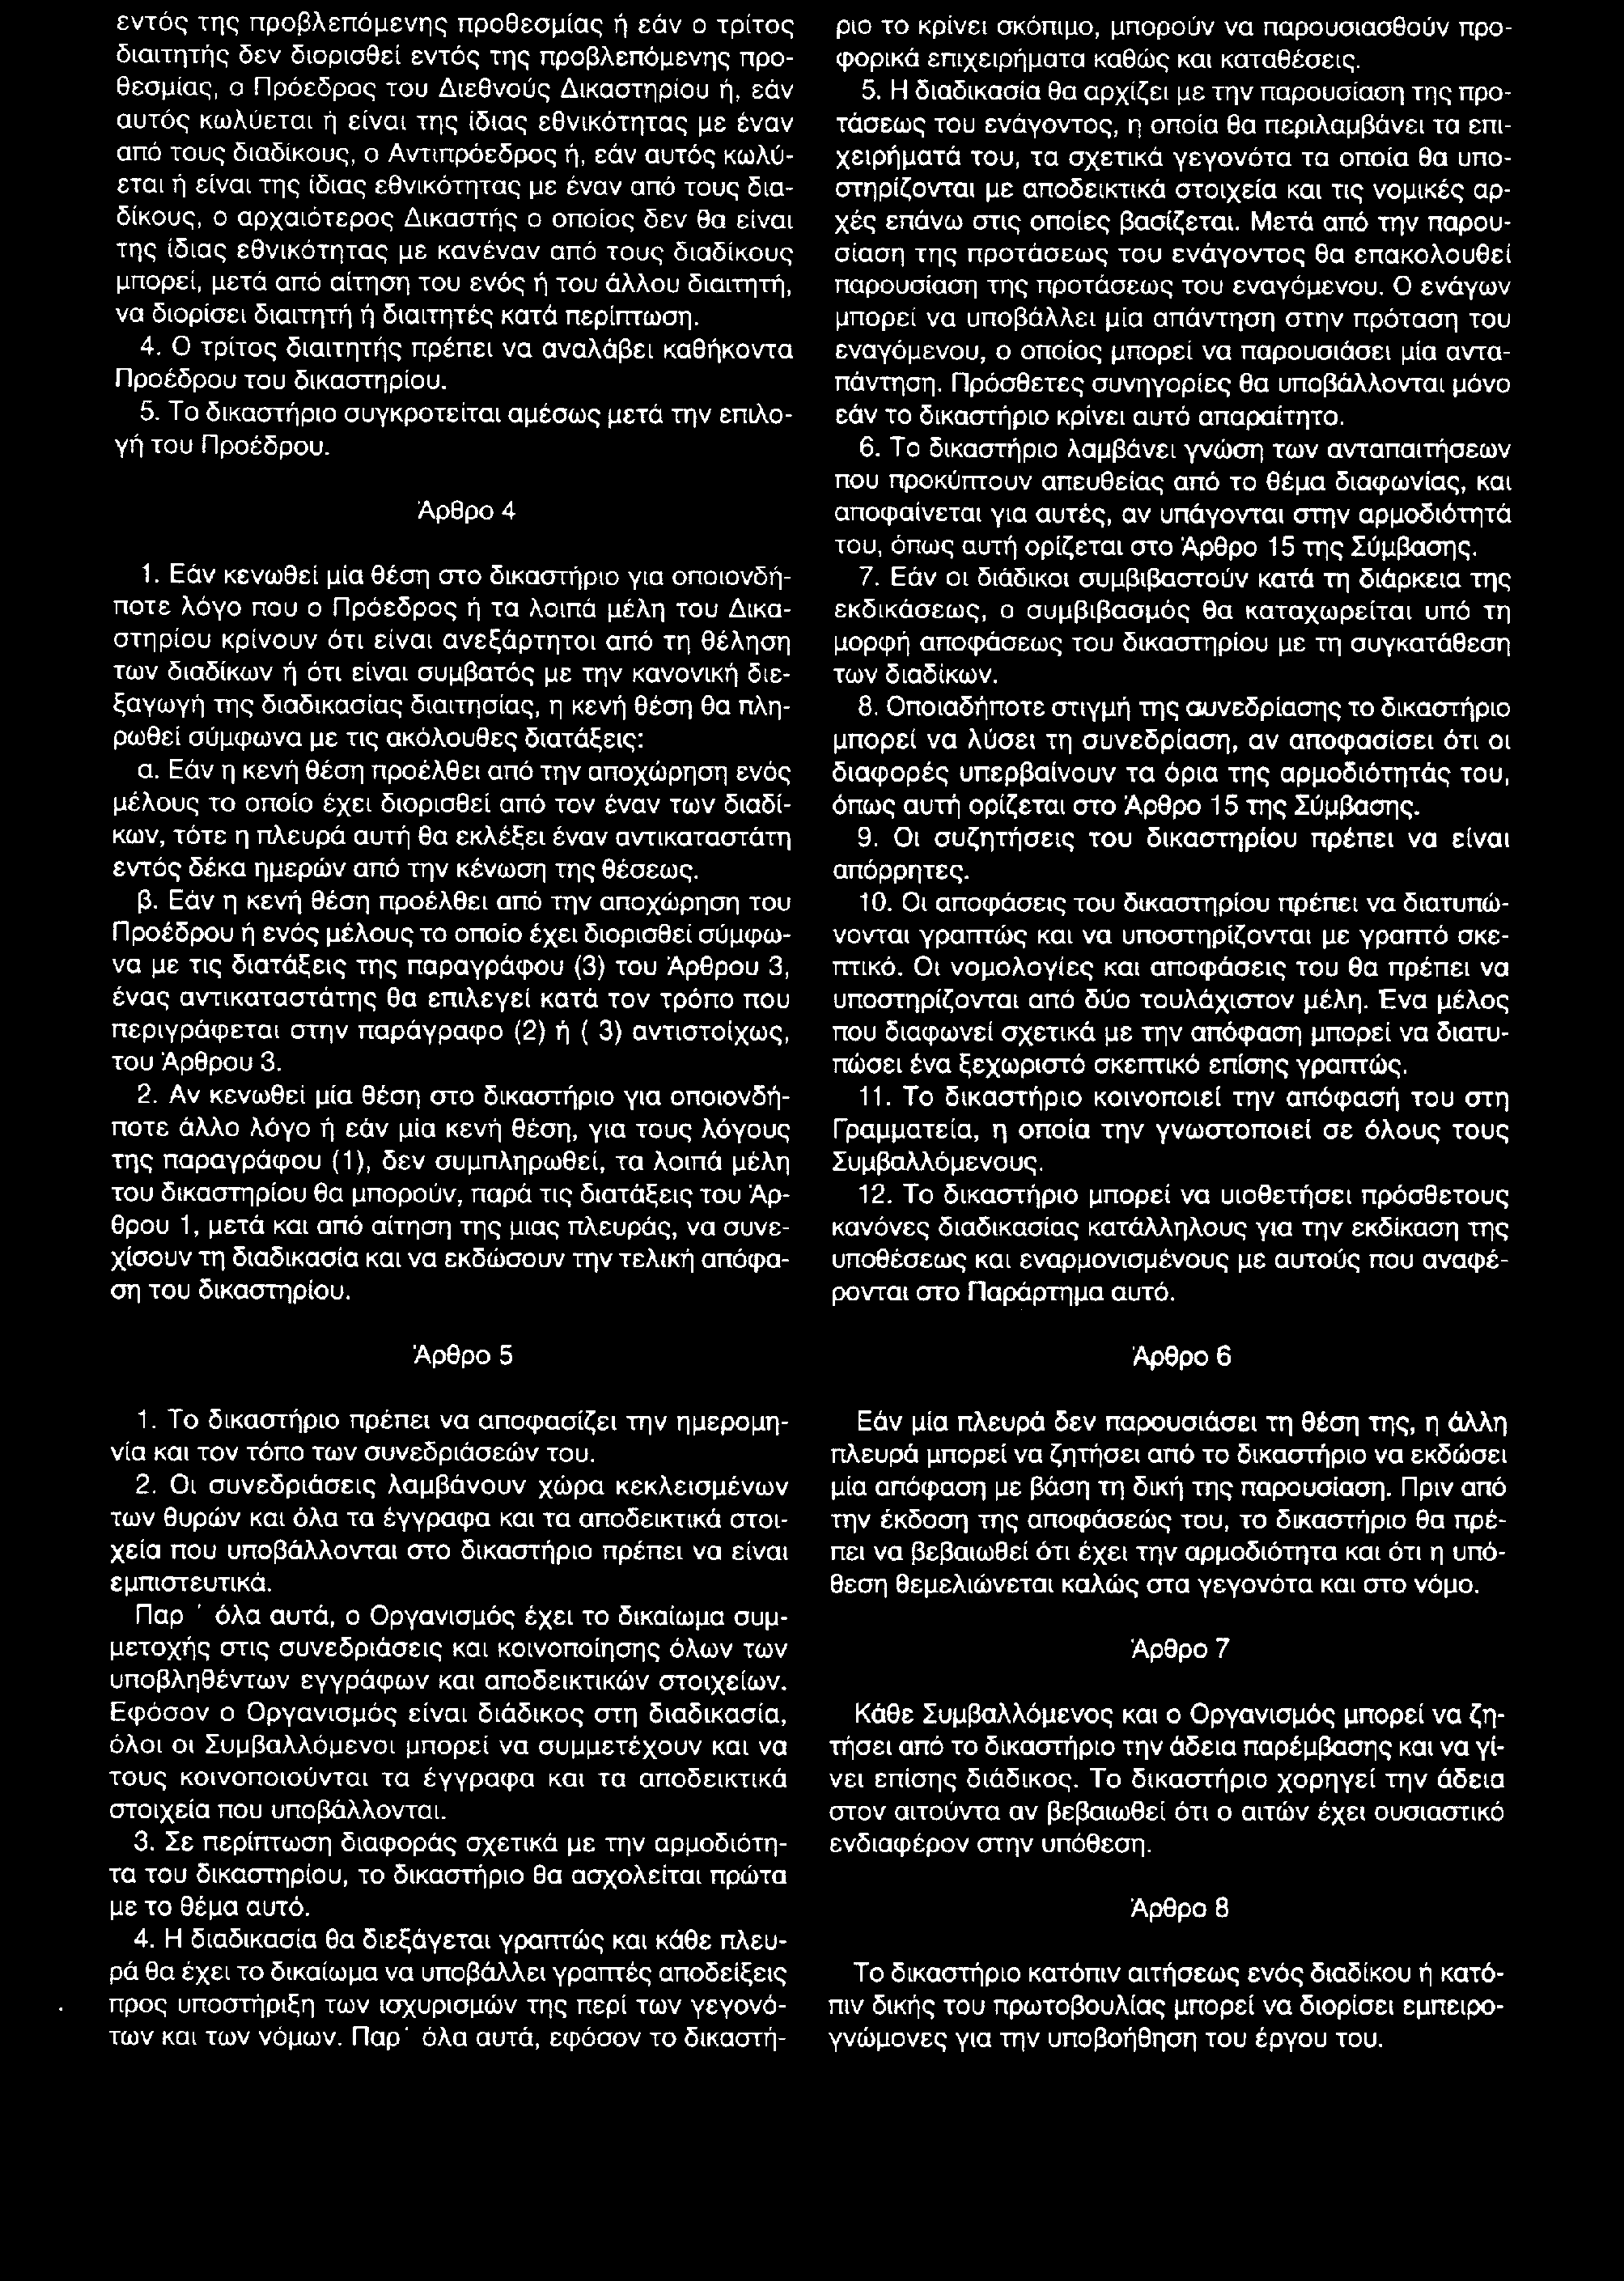 εντός της προβλεπόμενης προθεσμίας ή εάν ο τρίτος
διαιτητής δεν διορισθεί εντός της προβλεπόμενης προ-
θεσμίας, ο Πρόεδρος του Διεθνούς Δικαστηρίου ή, εάν
αυτός κωλύεται ή είναι της ίδιας εθνικότητας με έναν
από τους διαδίκους, ο Αντιπρόεδρος ή, εάν αυτός κωλύ-
εται ή είναι της ίδιας εθνικότητας με έναν από τους δια-
δίκους, ο αρχαιότερος Δικαστής ο οποίος δεν θα είναι
της ίδιας εθνικότητας με κανέναν από τους διαδίκους
μπορεί, μετά από αίτηση του ενός ή του άλλου διαιτητή,
να διορίσει διαιτητή ή διαιτητές κατά περίπτωση.
4. Ο τρίτος διαιτητής πρέπει να αναλάβει καθήκοντα
Προέδρου του δικαστηρίου.
5. Το δικαστήριο συγκροτείται αμέσως μετά την επιλο-
γή του Προέδρου.
Άρθρο 4
1. Εάν κενωθεί μία θέση στο δικαστήριο για οποιονδή-
ποτε λόγο που ο Πρόεδρος ή τα λοιπά μέλη του Δικα-
στηρίου κρίνουν ότι είναι ανεξάρτητοι από τη θέληση
των διαδίκων ή ότι είναι συμβατός με την κανονική διε-
ξαγωγή της διαδικασίας διαιτησίας, η κενή θέση θα πλη-
ρωθεί σύμφωνα με τις ακόλουθες διατάξεις:
α. Εάν η κενή θέση προέλθει από την αποχώρηση ενός
μέλους το οποίο έχει διορισθεί από τον έναν των διαδί-
κων, τότε η πλευρά αυτή θα εκλέξει έναν αντικαταστάτη
εντός δέκα ημερών από την κένωση της θέσεως.
β. Εάν η κενή θέση προέλθει από την αποχώρηση του
Προέδρου ή ενός μέλους το οποίο έχει διορισθεί σύμφω-
να με τις διατάξεις της παραγράφου (3) του Άρθρου 3,
ένας αντικαταστάτης θα επιλεγεί κατά τον τρόπο που
περιγράφεται στην παράγραφο (2) ή ( 3) αντιστοίχως,
του Άρθρου 3.
2. Αν κενωθεί μία θέση στο δικαστήριο για οποιονδή-
ποτε άλλο λόγο ή εάν μία κενή θέση, για τους λόγους
της παραγράφου (1), δεν συμπληρωθεί, τα λοιπά μέλη
του δικαστηρίου θα μπορούν, παρά τις διατάξεις του Άρ-
θρου 1, μετά και από αίτηση της μιας πλευράς, να συνε-
χίσουν τη διαδικασία και να εκδώσουν την τελική απόφα-
ση του δικαστηρίου.
Άρθρο 5
1. Το δικαστήριο πρέπει να αποφασίζει την ημερομη-
νία και τον τόπο των συνεδριάσεών του.
2. Οι συνεδριάσεις λαμβάνουν χώρα κεκλεισμένων
των θυρών και όλα τα έγγραφα και τα αποδεικτικά στοι-
χεία που υποβάλλονται στο δικαστήριο πρέπει να είναι
εμπιστευτικά.
Παρ ' όλα αυτά, ο Οργανισμός έχει το δικαίωμα συμ-
μετοχής στις συνεδριάσεις και κοινοποίησης όλων των
υποβληθέντων εγγράφων και αποδεικτικών στοιχείων.
Εφόσον ο Οργανισμός είναι διάδικος στη διαδικασία,
όλοι οι Συμβαλλόμενοι μπορεί να συμμετέχουν και να
τους κοινοποιούνται τα έγγραφα και τα αποδεικτικά
στοιχεία που υποβάλλονται.
3. Σε περίπτωση διαφοράς σχετικά με την αρμοδιότη-
τα του δικαστηρίου, το δικαστήριο θα ασχολείται πρώτα
με το θέμα αυτό.
4. Η διαδικασία θα διεξάγεται γραπτώς και κάθε πλευ-
ρά θα έχει το δικαίωμα να υποβάλλει γραπτές αποδείξεις
προς υποστήριξη των ισχυρισμών της περί των γεγονό-
των και των νόμων. Παρ' όλα αυτά, εφόσον το δικαστή-
ριο το κρίνει σκόπιμο, μπορούν να παρουσιασθούν προ-
φορικά επιχειρήματα καθώς και καταθέσεις.
5. Η διαδικασία θα αρχίζει με την παρουσίαση της προ-
τάσεως του ενάγοντος, η οποία θα περιλαμβάνει τα επι-
χειρήματά του, τα σχετικά γεγονότα τα οποία θα υπο-
στηρίζονται με αποδεικτικά στοιχεία και τις νομικές αρ-
χές επάνω στις οποίες βασίζεται. Μετά από την παρου-
σίαση της προτάσεως του ενάγοντος θα επακολουθεί
παρουσίαση της προτάσεως του εναγόμενου. Ο ενάγων
μπορεί να υποβάλλει μία απάντηση στην πρόταση του
εναγόμενου, ο οποίος μπορεί να παρουσιάσει μία αντα-
πάντηση. Πρόσθετες συνηγορίες θα υποβάλλονται μόνο
εάν το δικαστήριο κρίνει αυτό απαραίτητο.
6. Το δικαστήριο λαμβάνει γνώση των ανταπαιτήσεων
που προκύπτουν απευθείας από το θέμα διαφωνίας, και
αποφαίνεται για αυτές, αν υπάγονται στην αρμοδιότητά
του, όπως αυτή ορίζεται στο Άρθρο 15 της Σύμβασης.
7. Εάν οι διάδικοι συμβιβαστούν κατά τη διάρκεια της
εκδικάσεως, ο συμβιβασμός θα καταχωρείται υπό τη
μορφή αποφάσεως του δικαστηρίου με τη συγκατάθεση
των διαδίκων.
8. Οποιαδήποτε στιγμή της συνεδρίασης το δικαστήριο
μπορεί να λύσει τη συνεδρίαση, αν αποφασίσει ότι οι
διαφορές υπερβαίνουν τα όρια της αρμοδιότητάς του,
όπως αυτή ορίζεται στο Άρθρο 15 της Σύμβασης.
9. Οι συζητήσεις του δικαστηρίου πρέπει να είναι
απόρρητες.
10. Οι αποφάσεις του δικαστηρίου πρέπει να διατυπώ-
νονται γραπτώς και να υποστηρίζονται με γραπτό σκε-
πτικό. Οι νομολογίες και αποφάσεις του θα πρέπει να
υποστηρίζονται από δύο τουλάχιστον μέλη. Ένα μέλος
που διαφωνεί σχετικά με την απόφαση μπορεί να διατυ-
πώσει ένα ξεχωριστό σκεπτικό επίσης γραπτώς.
11. Το δικαστήριο κοινοποιεί την απόφασή του στη
Γραμματεία, η οποία την γνωστοποιεί σε όλους τους
Συμβαλλόμενους.
12. Το δικαστήριο μπορεί να υιοθετήσει πρόσθετους
κανόνες διαδικασίας κατάλληλους για την εκδίκαση της
υποθέσεως και εναρμονισμένους με αυτούς που αναφέ-
ρονται στο Παράρτημα αυτό.
Άρθρο 6
Εάν μία πλευρά δεν παρουσιάσει τη θέση της, η άλλη
πλευρά μπορεί να ζητήσει από το δικαστήριο να εκδώσει
μία απόφαση με βάση τη δική της παρουσίαση. Πριν από
την έκδοση της αποφάσεώς του, το δικαστήριο θα πρέ-
πει να βεβαιωθεί ότι έχει την αρμοδιότητα και ότι η υπό-
θεση θεμελιώνεται καλώς στα γεγονότα και στο νόμο.
Άρθρο 7
Κάθε Συμβαλλόμενος και ο Οργανισμός μπορεί να ζη-
τήσει από το δικαστήριο την άδεια παρέμβασης και να γί-
νει επίσης διάδικος. Το δικαστήριο χορηγεί την άδεια
στον αιτούντα αν βεβαιωθεί ότι ο αιτών έχει ουσιαστικό
ενδιαφέρον στην υπόθεση.
Άρθρο 8
Το δικαστήριο κατόπιν αιτήσεως ενός διαδίκου ή κατό-
πιν δικής του πρωτοβουλίας μπορεί να διορίσει εμπειρο-
γνώμονες για την υποβοήθηση του έργου του.